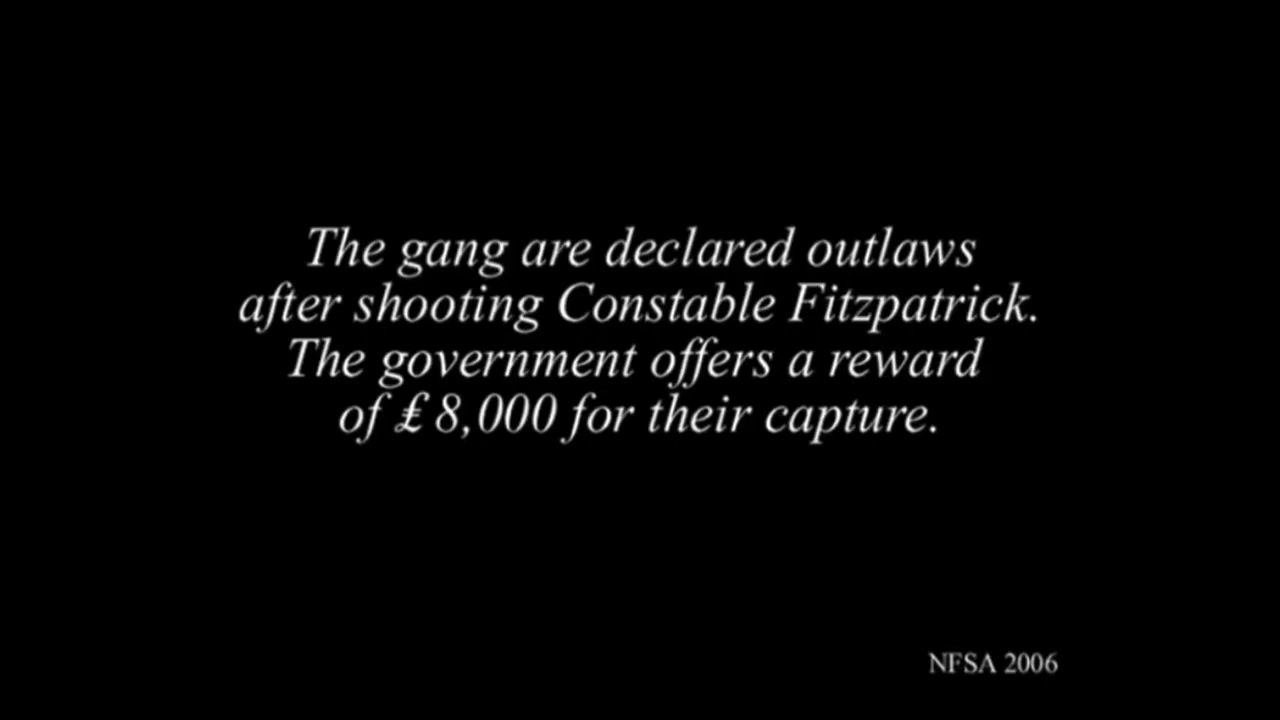 The gang are declared outlaws
after shooting Constable Fitzpatrick.
The government offers a reward
of ₤8,000 for their capture.
NFSA 2006